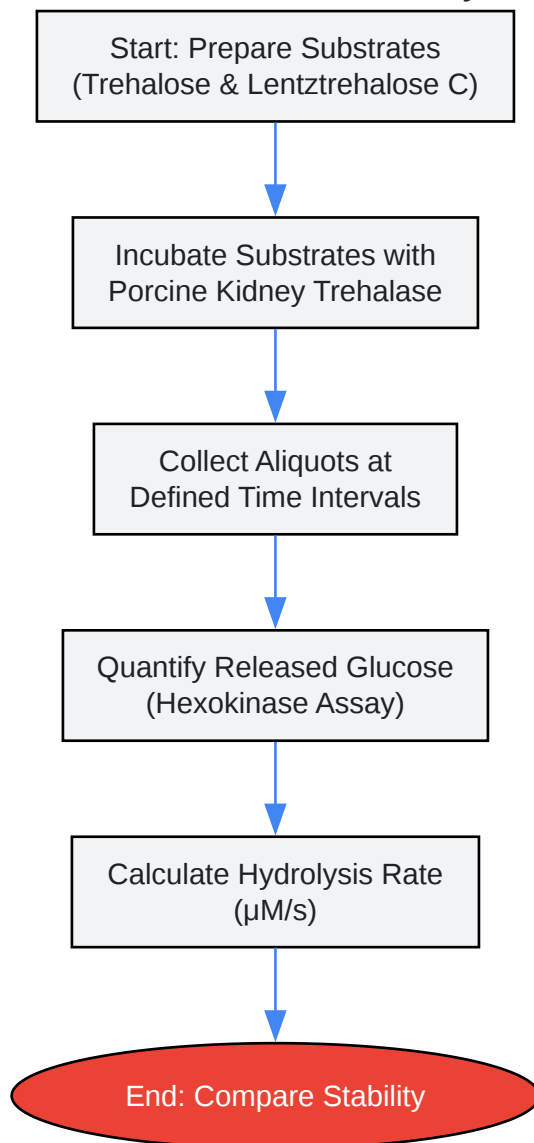 Start: Prepare Substrates
(Trehalose & Lentztrehalose C)
Incubate Substrates with
Porcine Kidney Trehalase
Collect Aliquots at
Defined Time Intervals
Quantify Released Glucose
(Hexokinase Assay)
Calculate Hydrolysis Rate
(µM/s)
End: Compare Stability